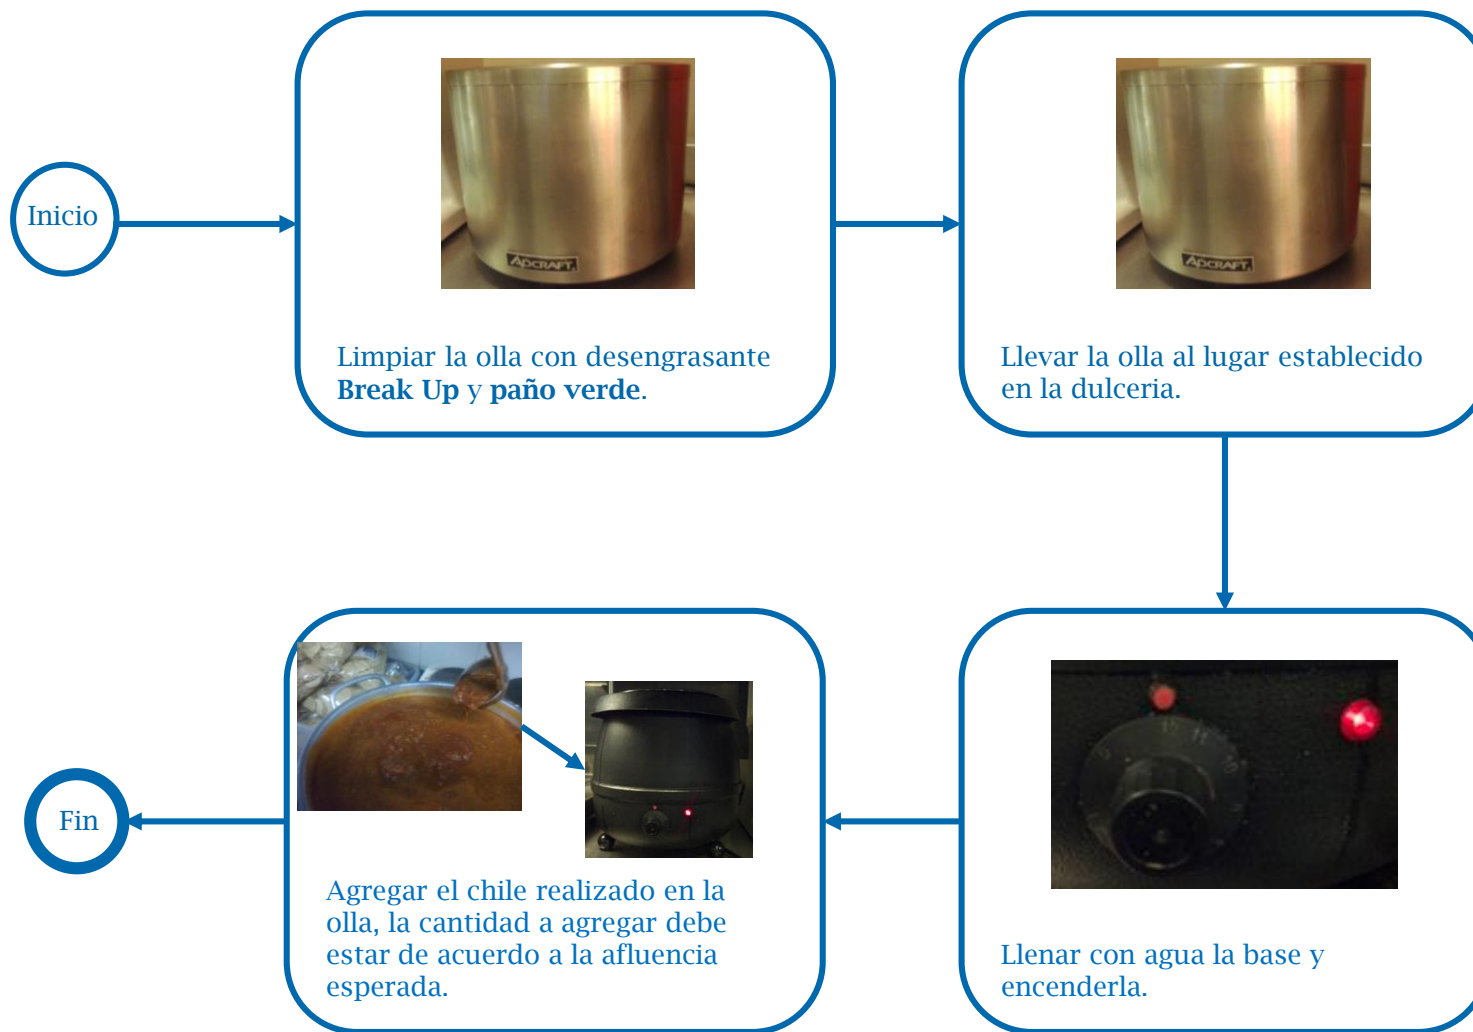 Inicio
ADCRAFT
Limpiar la olla con desengrasante
Break Up y paño verde.
ADCRAFT
Llevar la olla al lugar establecido
en la dulceria.
Llenar con agua la base y
encenderla.
Agregar el chile realizado en la
olla, la cantidad a agregar debe
estar de acuerdo a la afluencia
esperada.
Fin